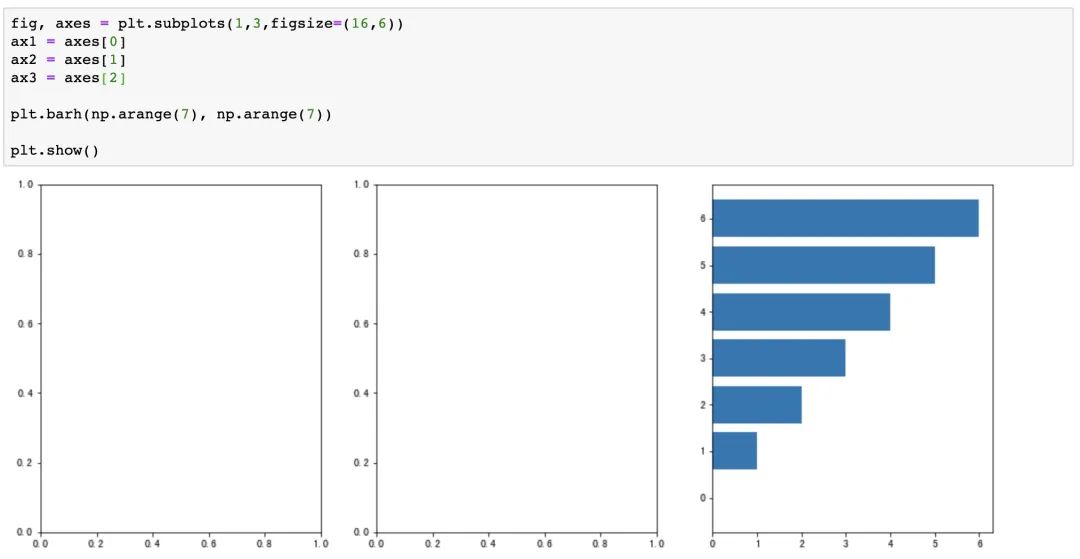 fig, axes = plt.subplots(1,3,figsize=(16,6))
ax1 = axes[0]
ax2 = axes[1]
ax3 = axes[2]
plt.barh(np.arange(7), np.arange(7))
plt.show()
1.0
0.8
0.6
0.4
0.2
0.0
0.0 0.2 0.4 0.6 0.8 1.0
1.0
0.8
0.6
0.4
0.2
0.0
0.0 0.2 0.4 0.6 0.8 1.0
6
5
4
3
2
1
0
0 1 2 3 4 5 6